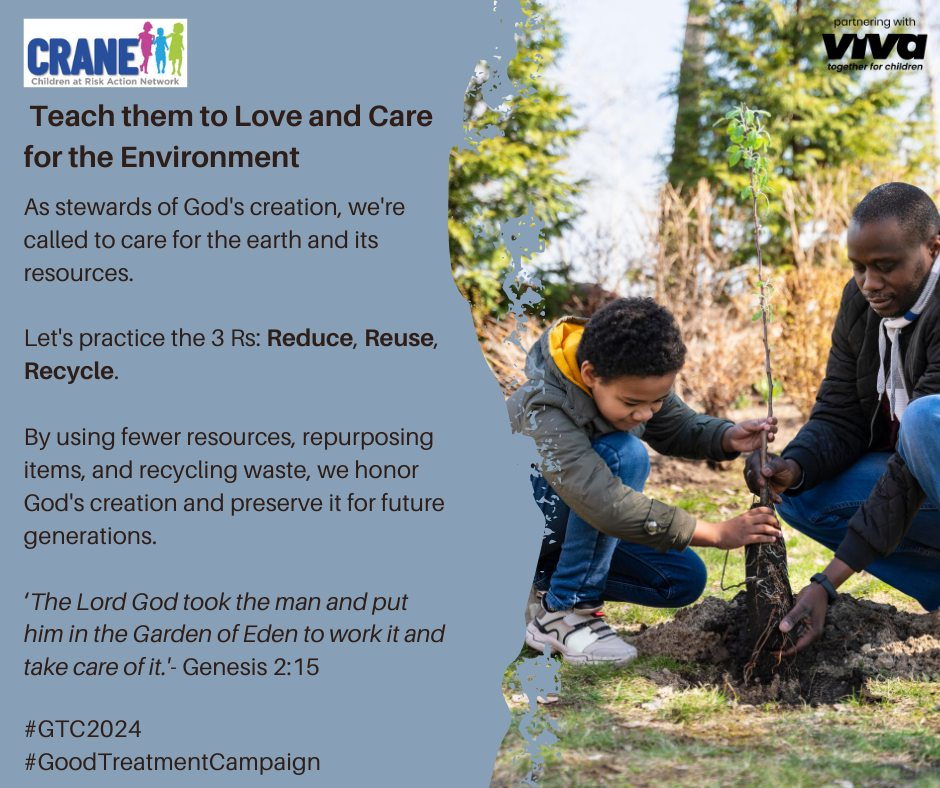 CRANE
Children at Risk Action Network
partnering with
viva
together for children
Teach them to Love and Care
for the Environment
As stewards of God's creation, we're
called to care for the earth and its
resources.
Let's practice the 3 Rs: Reduce, Reuse,
Recycle.
By using fewer resources, repurposing
items, and recycling waste, we honor
God's creation and preserve it for future
generations.
‘The Lord God took the man and put
him in the Garden of Eden to work it and
take care of it.'- Genesis 2:15
#GTC2024
#GoodTreatmentCampaign